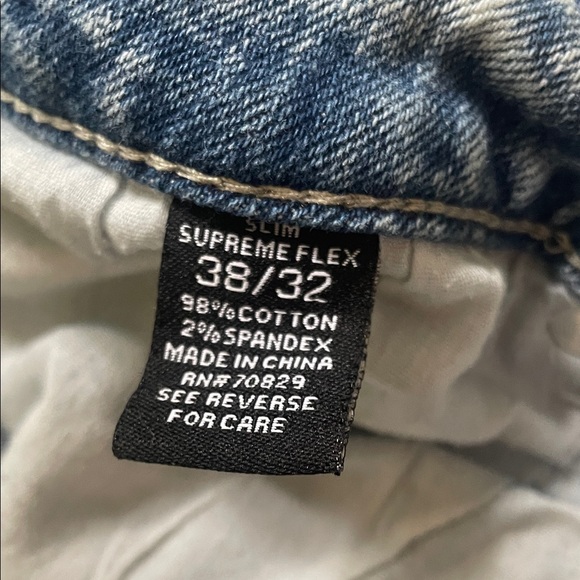 SLIM
SUPREME FLEX
38/32
98% COTTON
2% SPANDEX
MADE IN CHINA
RN# 70829
SEE REVERSE
FOR CARE